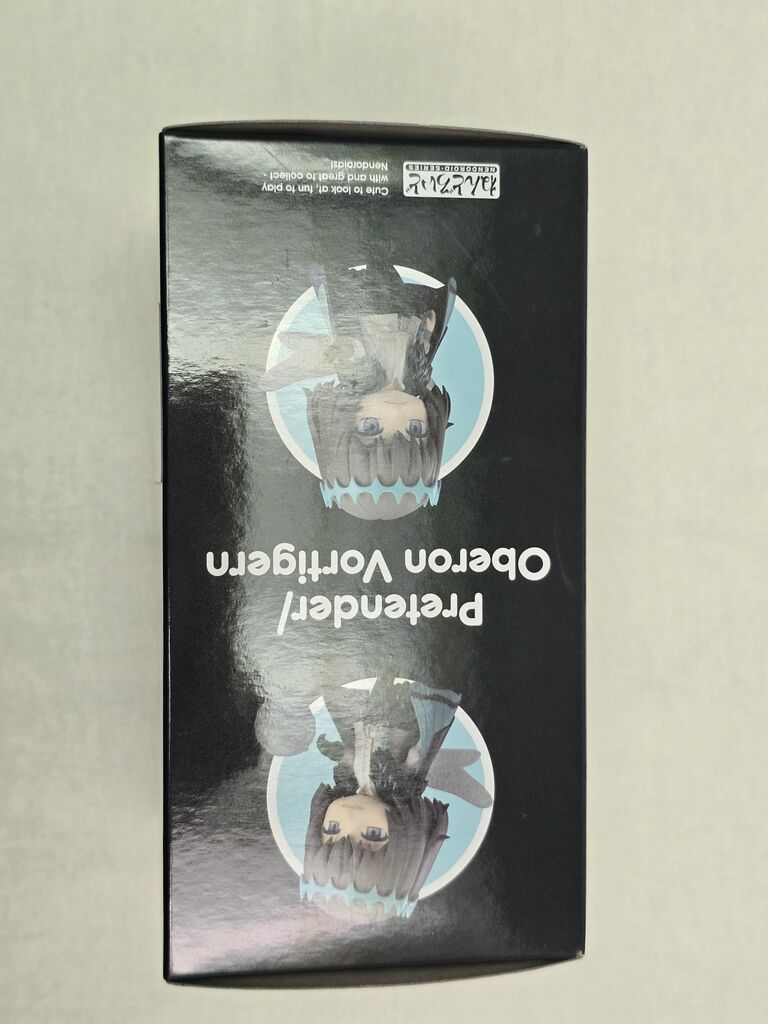 Pretender/
Oberon Vortigern
ねんどろいど
NENDOROID-SERIES
Cute to look at, fun to play
with and great to collect -
Nendoroids!